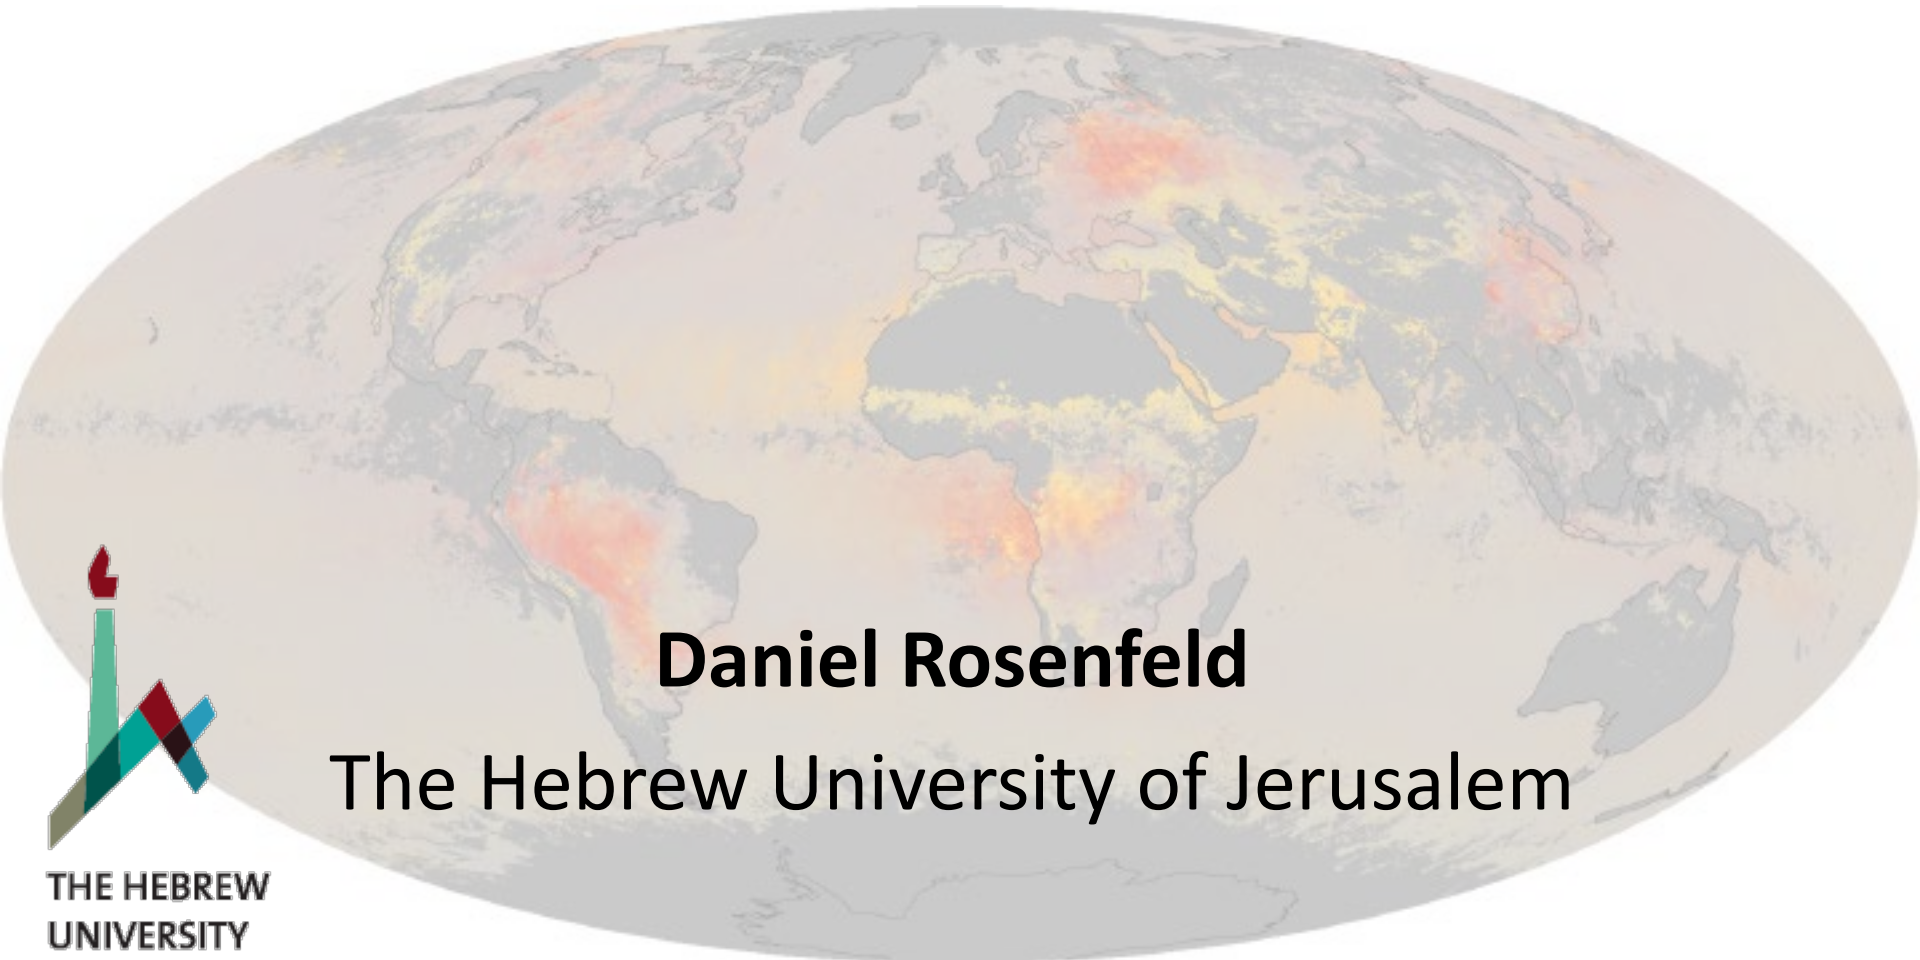 Daniel Rosenfeld
The Hebrew University of Jerusalem
THE HEBREW
UNIVERSITY